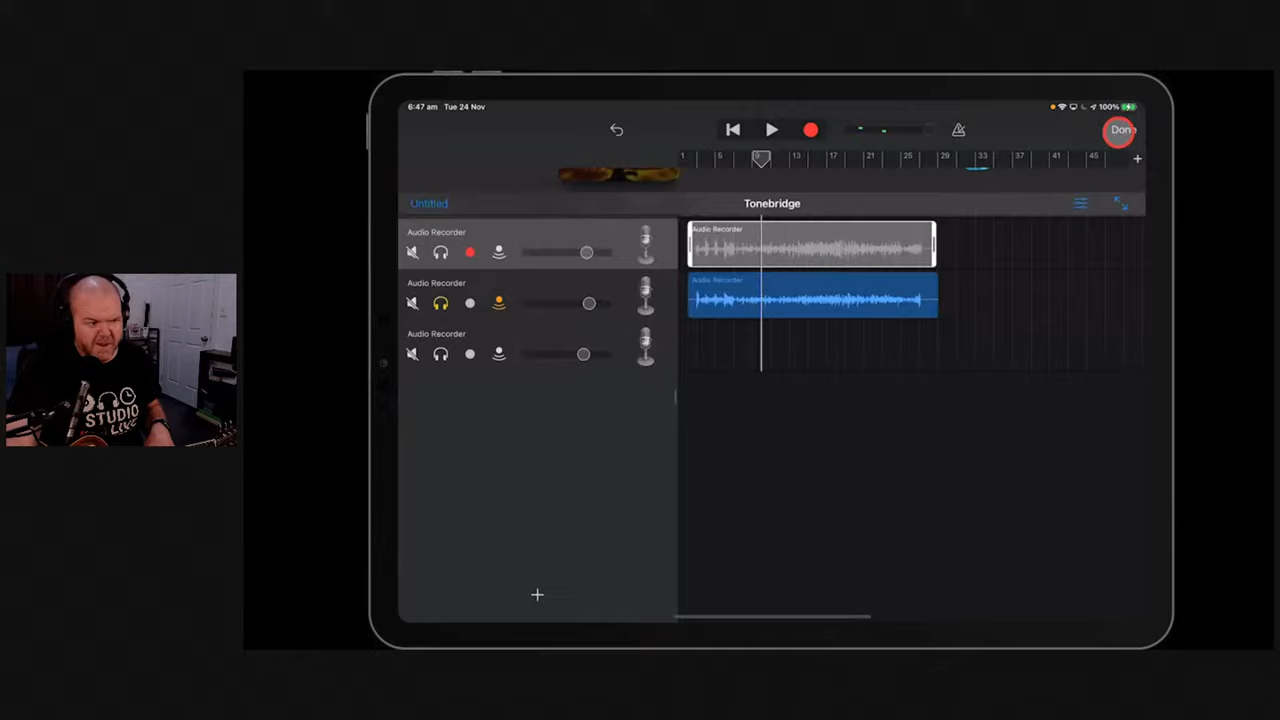 6:47 am Tue 24 Nov
100%
Done
1 5 9 13 17 21 25 29 33 37 41 45
Untitled
Tonebridge
Audio Recorder
Audio Recorder
Audio Recorder
Audio Recorder
Audio Recorder
STUDIO
LIVE